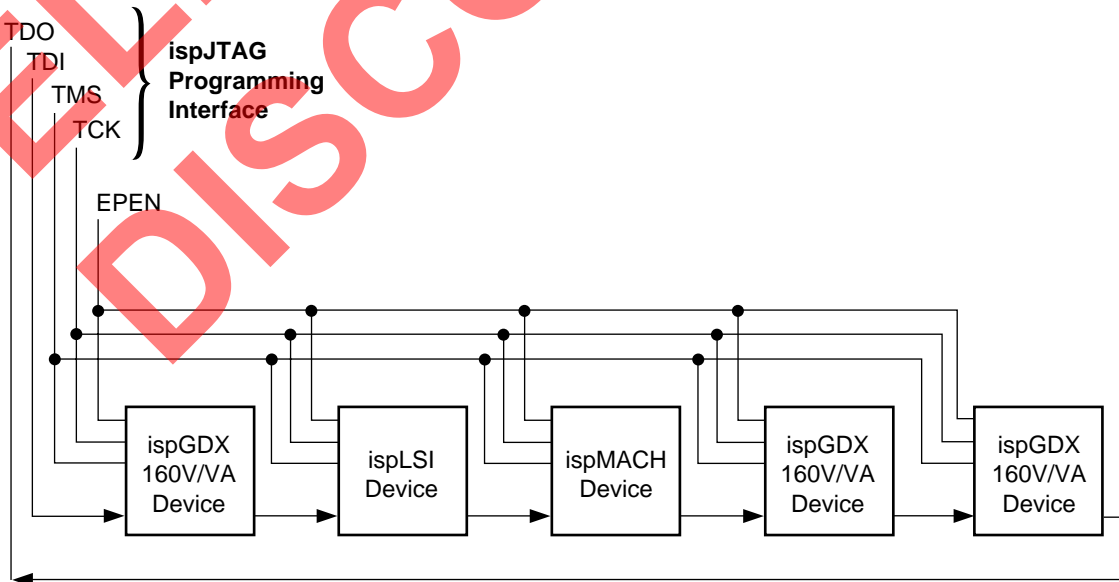 TDO
TDI
TMS
TCK
ispJTAG
Programming
Interface
EPEN
ispGDX
160V/VA
Device
ispLSI
Device
ispMACH
Device
ispGDX
160V/VA
Device
ispGDX
160V/VA
Device